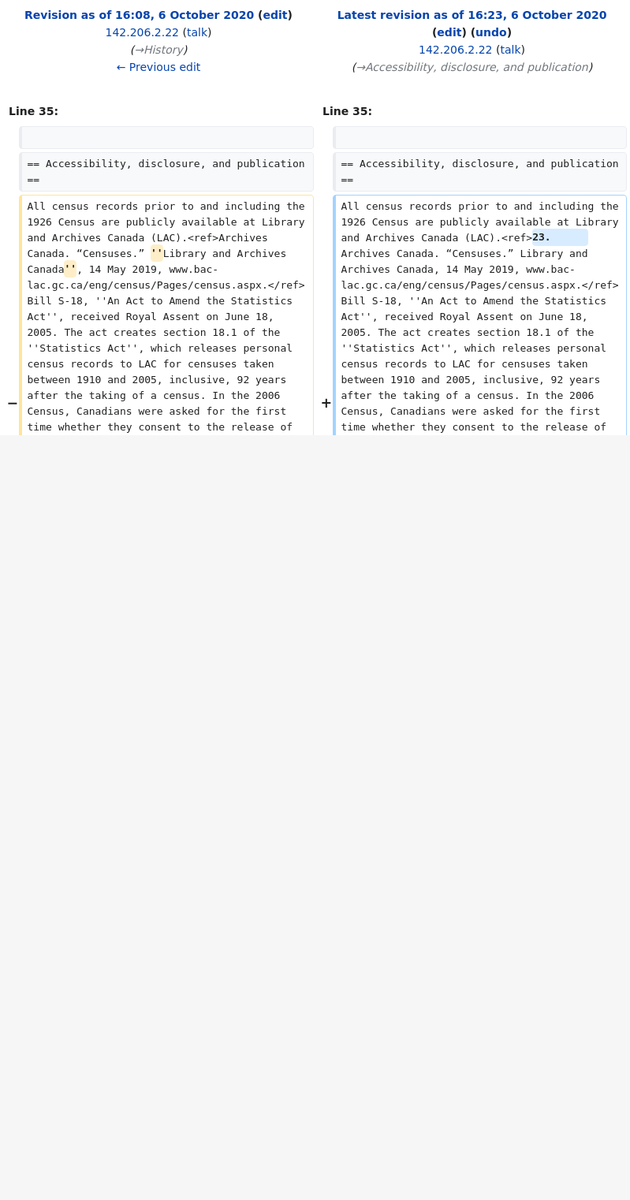 Revision as of 16:08, 6 October 2020 (edit)
142.206.2.22 (talk)
(→History)
← Previous edit
Latest revision as of 16:23, 6 October 2020
(edit) (undo)
142.206.2.22 (talk)
(→Accessibility, disclosure, and publication)
Line 35:
Line 35:
== Accessibility, disclosure, and publication
==
== Accessibility, disclosure, and publication
==
−
All census records prior to and including the
1926 Census are publicly available at Library
and Archives Canada (LAC).<ref>Archives
Canada. “Censuses.” ''Library and Archives
Canada'', 14 May 2019, www.bac-
lac.gc.ca/eng/census/Pages/census.aspx.</ref>
Bill S-18, ''An Act to Amend the Statistics
Act'', received Royal Assent on June 18,
2005. The act creates section 18.1 of the
''Statistics Act'', which releases personal
census records to LAC for censuses taken
between 1910 and 2005, inclusive, 92 years
after the taking of a census. In the 2006
Census, Canadians were asked for the first
time whether they consent to the release of
+
All census records prior to and including the
1926 Census are publicly available at Library
and Archives Canada (LAC).<ref>23.
Archives Canada. “Censuses.” Library and
Archives Canada, 14 May 2019, www.bac-
lac.gc.ca/eng/census/Pages/census.aspx.</ref>
Bill S-18, ''An Act to Amend the Statistics
Act'', received Royal Assent on June 18,
2005. The act creates section 18.1 of the
''Statistics Act'', which releases personal
census records to LAC for censuses taken
between 1910 and 2005, inclusive, 92 years
after the taking of a census. In the 2006
Census, Canadians were asked for the first
time whether they consent to the release of